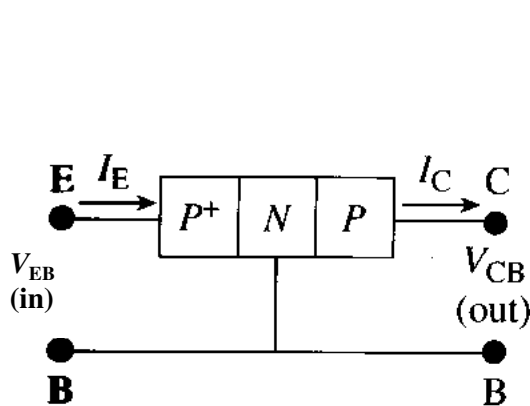 E I_E I_C C
P⁺ N P
V_EB V_CB
(in) (out)
B B